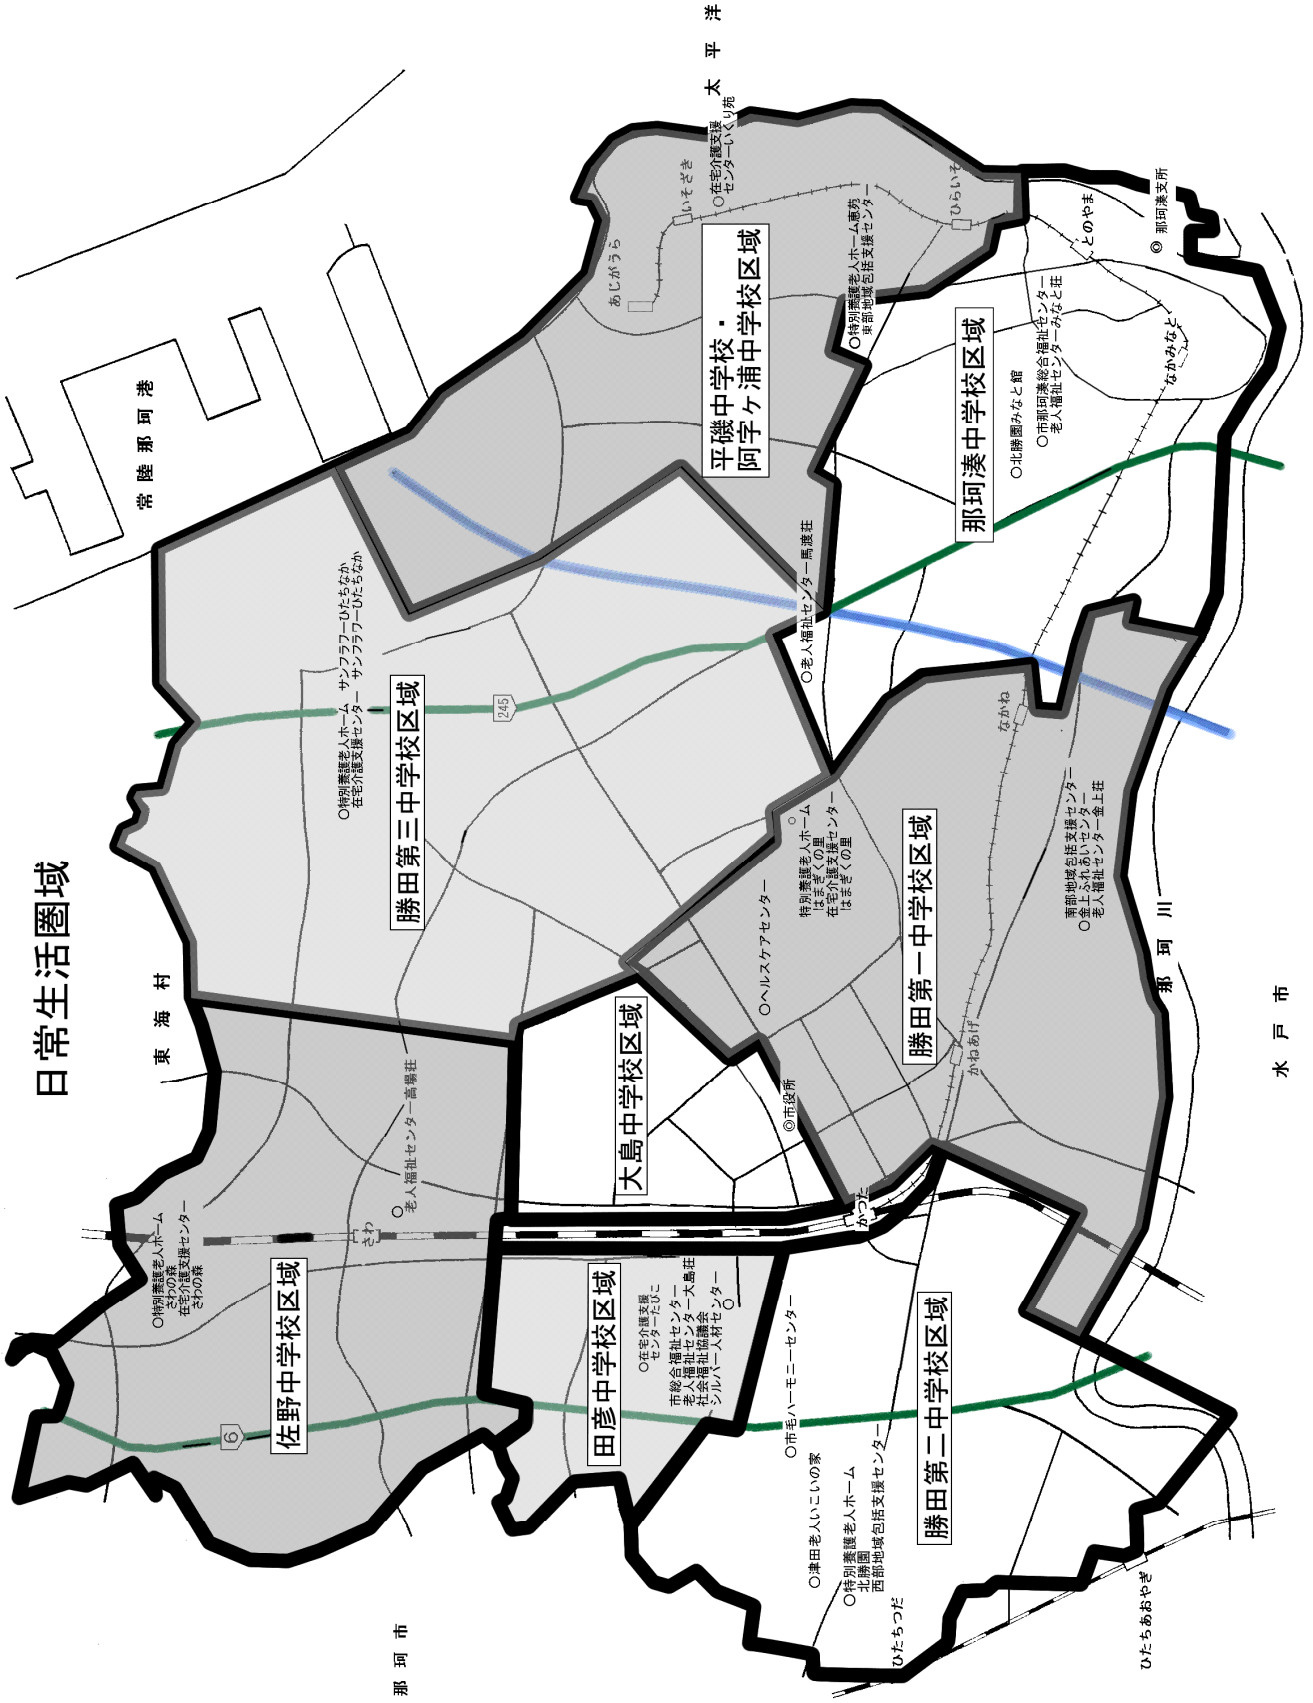 日常生活圏域
東海村
常陸那珂港
太平洋
那珂市
水戸市
那珂川
佐野中学校区域
○特別養護老人ホーム
さわの森
在宅介護支援センター
さわの森
○
老人福祉センター高場荘
さわ
6
勝田第三中学校区域
○特別養護老人ホーム サンフラワーひたちなか
在宅介護支援センター サンフラワーひたちなか
245
平磯中学校・
阿字ヶ浦中学校区域
あじがうら
いそざき
ひらいそ
○在宅介護支援
センターいくり苑
○特別養護老人ホーム恵苑
東部地域包括支援センター
那珂湊中学校区域
○老人福祉センター馬渡荘
○北勝園みなと館
○市那珂湊総合福祉センター
老人福祉センターみなと荘
とのやま
なかみなと
◎ 那珂湊支所
大島中学校区域
◎市役所
勝田第一中学校区域
○ヘルスケアセンター
特別養護老人ホーム ○
はまぎくの里
在宅介護支援センター
はまぎくの里
なかね
かねあげ
南部地域包括支援センター
○金上ふれあいセンター
老人福祉センター金上荘
かつた
田彦中学校区域
○在宅介護支援
センターたびこ
市総合福祉センター
老人福祉センター大島荘
社会福祉協議会
シルバー人材センター
○
勝田第二中学校区域
○市毛ハーモニーセンター
○津田老人いこいの家
○特別養護老人ホーム
北勝園
西部地域包括支援センター
ひたちつだ
ひたちあおやぎ